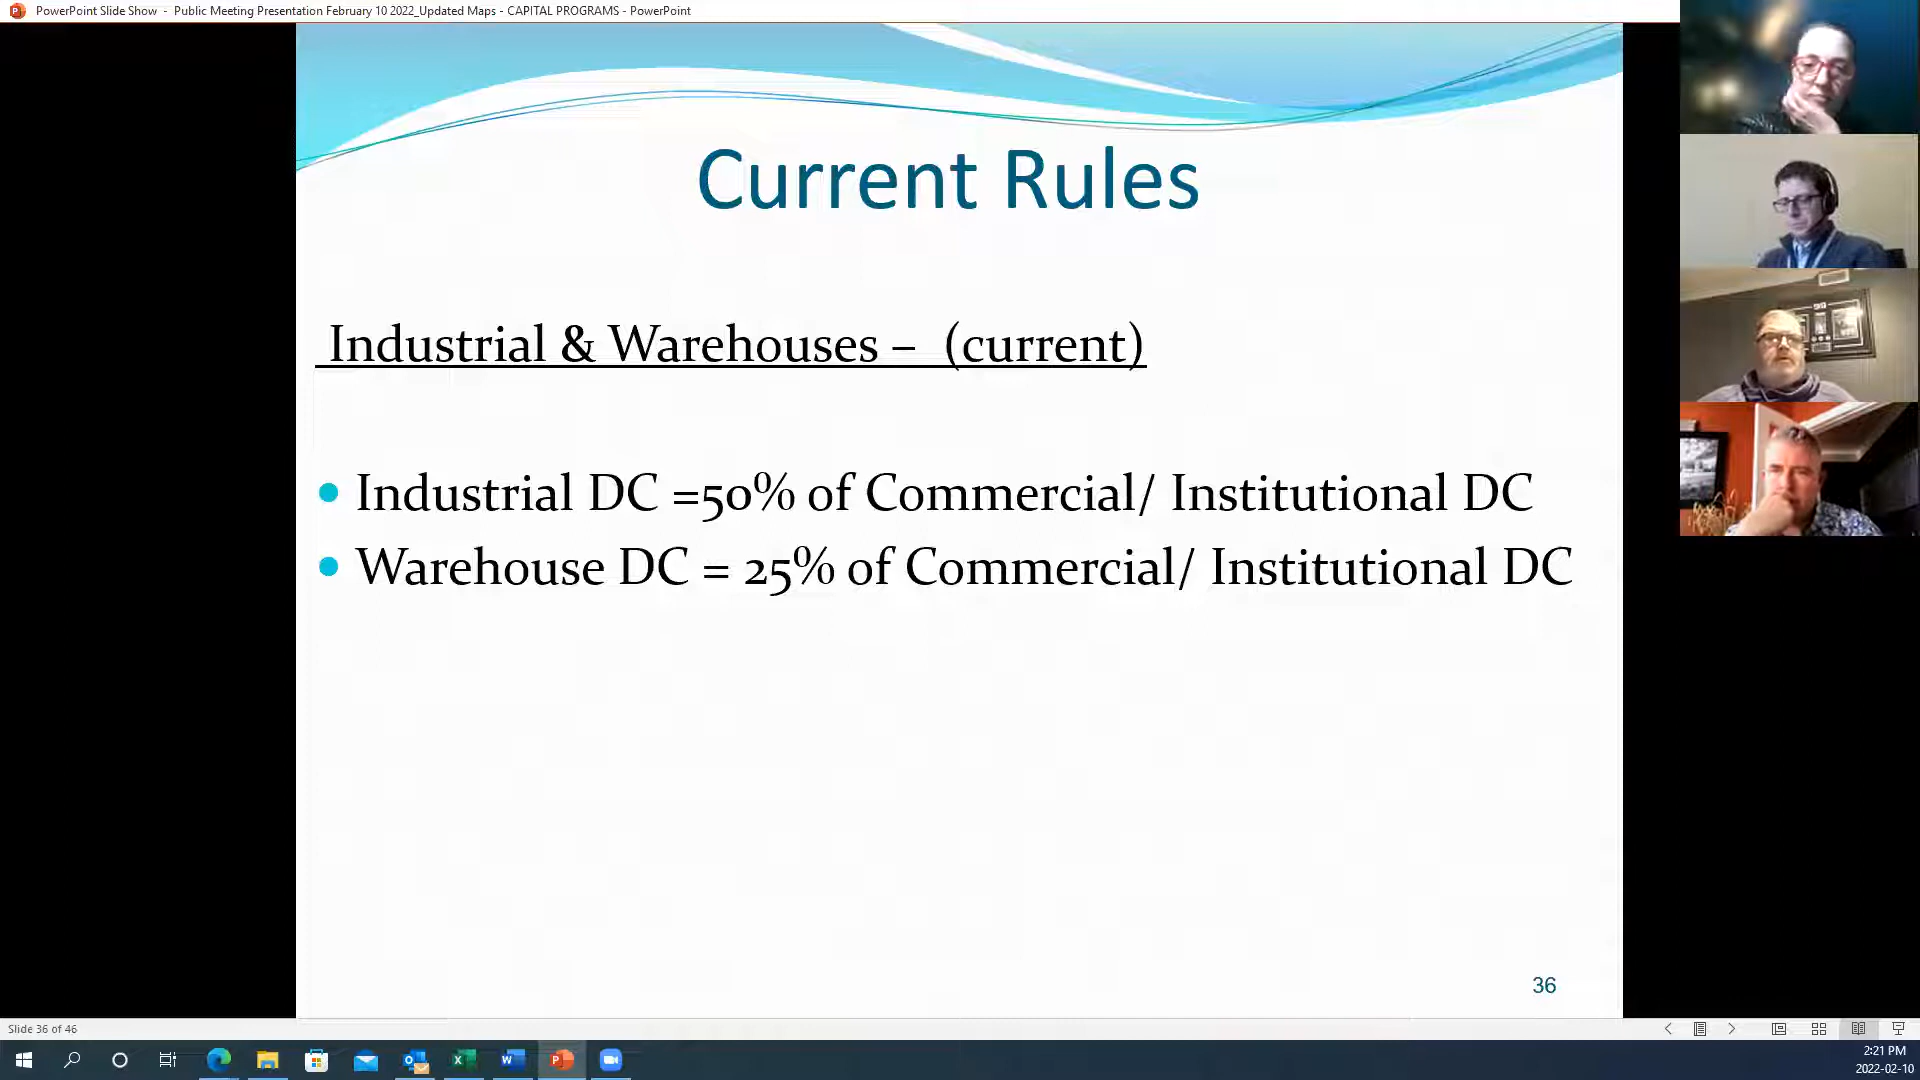 PowerPoint Slide Show - Public Meeting Presentation February 10 2022_Updated Maps - CAPITAL PROGRAMS - PowerPoint
Current Rules
Industrial & Warehouses – (current)
Industrial DC =50% of Commercial/ Institutional DC
Warehouse DC = 25% of Commercial/ Institutional DC
36
Slide 36 of 46
2:21 PM
2022-02-10